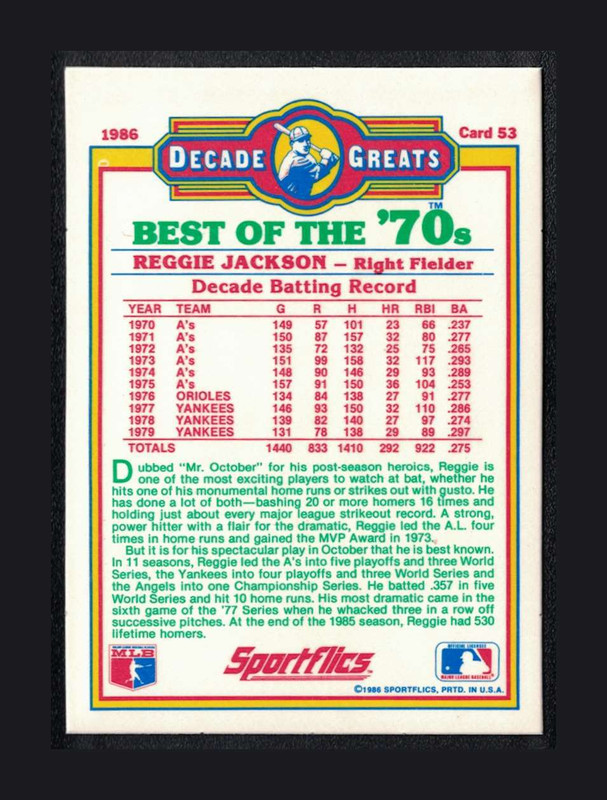 1986
Card 53
DECADE GREATS
BEST OF THE '70s™
REGGIE JACKSON – Right Fielder
Decade Batting Record
YEAR TEAM G R H HR RBI BA
1970 A's 149 57 101 23 66 .237
1971 A's 150 87 157 32 80 .277
1972 A's 135 72 132 25 75 .265
1973 A's 151 99 158 32 117 .293
1974 A's 148 90 146 29 93 .289
1975 A's 157 91 150 36 104 .253
1976 ORIOLES 134 84 138 27 91 .277
1977 YANKEES 146 93 150 32 110 .286
1978 YANKEES 139 82 140 27 97 .274
1979 YANKEES 131 78 138 29 89 .297
TOTALS 1440 833 1410 292 922 .275
Dubbed "Mr. October" for his post-season heroics, Reggie is
one of the most exciting players to watch at bat, whether he
hits one of his monumental home runs or strikes out with gusto. He
has done a lot of both—bashing 20 or more homers 16 times and
holding just about every major league strikeout record. A strong,
power hitter with a flair for the dramatic, Reggie led the A.L. four
times in home runs and gained the MVP Award in 1973.
But it is for his spectacular play in October that he is best known.
In 11 seasons, Reggie led the A's into five playoffs and three World
Series, the Yankees into four playoffs and three World Series and
the Angels into one Championship Series. He batted .357 in five
World Series and hit 10 home runs. His most dramatic came in the
sixth game of the '77 Series when he whacked three in a row off
successive pitches. At the end of the 1985 season, Reggie had 530
lifetime homers.
MLB
Sportflics
OFFICIAL LICENSEE
MAJOR LEAGUE BASEBALL
©1986 SPORTFLICS, PRTD. IN U.S.A.